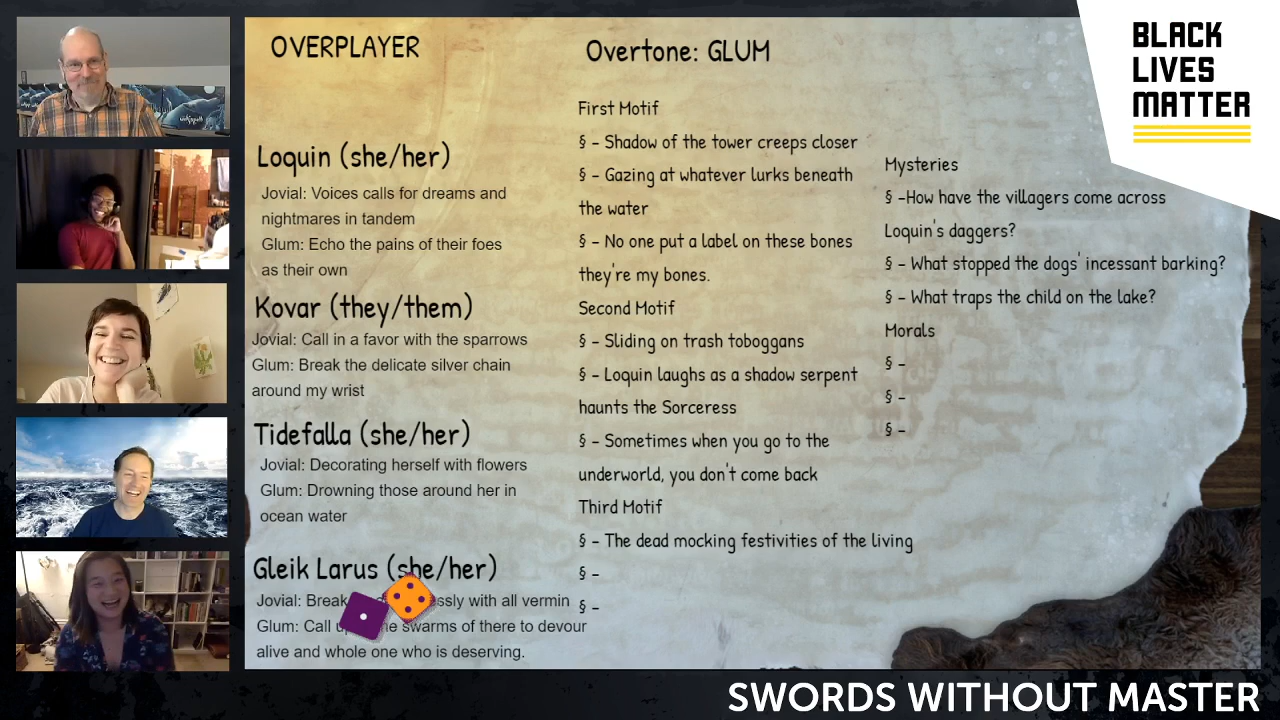 OVERPLAYER
Loquin (she/her)
Jovial: Voices calls for dreams and
nightmares in tandem
Glum: Echo the pains of their foes
as their own
Kovar (they/them)
Jovial: Call in a favor with the sparrows
Glum: Break the delicate silver chain
around my wrist
Tidefalla (she/her)
Jovial: Decorating herself with flowers
Glum: Drowning those around her in
ocean water
Gleik Larus (she/her)
Jovial: Break with all vermin
Glum: Call swarms of there to devour
alive and whole one who is deserving.
Overtone: GLUM
First Motif
§ - Shadow of the tower creeps closer
§ - Gazing at whatever lurks beneath
the water
§ - No one put a label on these bones
they're my bones.
Second Motif
§ - Sliding on trash toboggans
§ - Loquin laughs as a shadow serpent
haunts the Sorceress
§ - Sometimes when you go to the
underworld, you don't come back
Third Motif
§ - The dead mocking festivities of the living
§ -
§ -
Mysteries
§ -How have the villagers come across
Loquin's daggers?
§ - What stopped the dogs' incessant barking?
§ - What traps the child on the lake?
Morals
§ -
§ -
§ -
BLACK
LIVES
MATTER
SWORDS WITHOUT MASTER